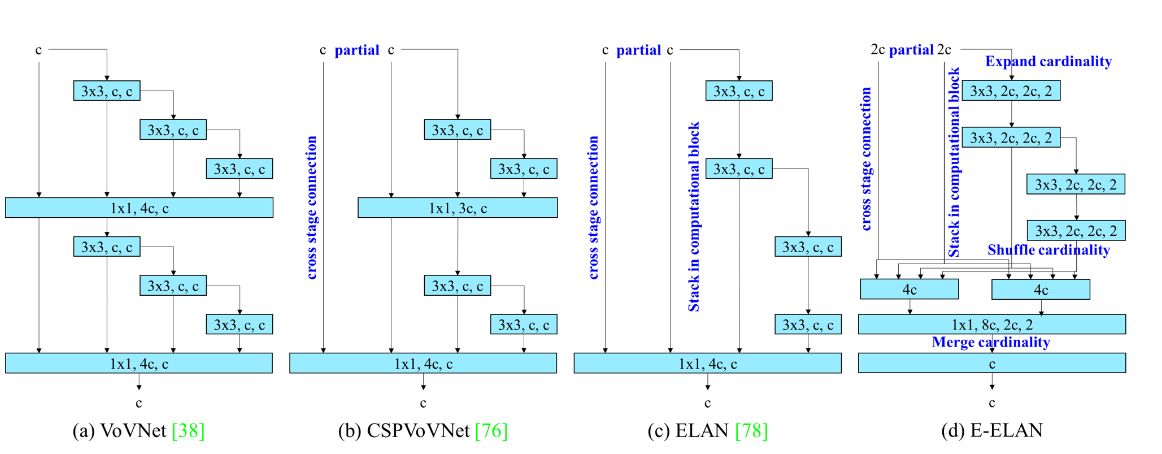 c
3x3, c, c
3x3, c, c
3x3, c, c
1x1, 4c, c
3x3, c, c
3x3, c, c
3x3, c, c
1x1, 4c, c
c
(a) VoVNet [38]
c partial c
cross stage connection
3x3, c, c
3x3, c, c
1x1, 3c, c
3x3, c, c
3x3, c, c
1x1, 4c, c
c
(b) CSPVoVNet [76]
c partial c
cross stage connection
Stack in computational block
3x3, c, c
3x3, c, c
3x3, c, c
3x3, c, c
1x1, 4c, c
c
(c) ELAN [78]
2c partial 2c
Expand cardinality
cross stage connection
Stack in computational block
3x3, 2c, 2c, 2
3x3, 2c, 2c, 2
3x3, 2c, 2c, 2
3x3, 2c, 2c, 2
Shuffle cardinality
4c
4c
1x1, 8c, 2c, 2
Merge cardinality
c
c
(d) E-ELAN